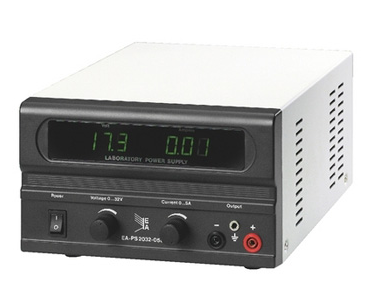 17.3 0.01
LABORATORY POWER SUPPLY
Power Voltage 0...32V Current 0...5A Output
EA
EA-PS 2032-05
- +